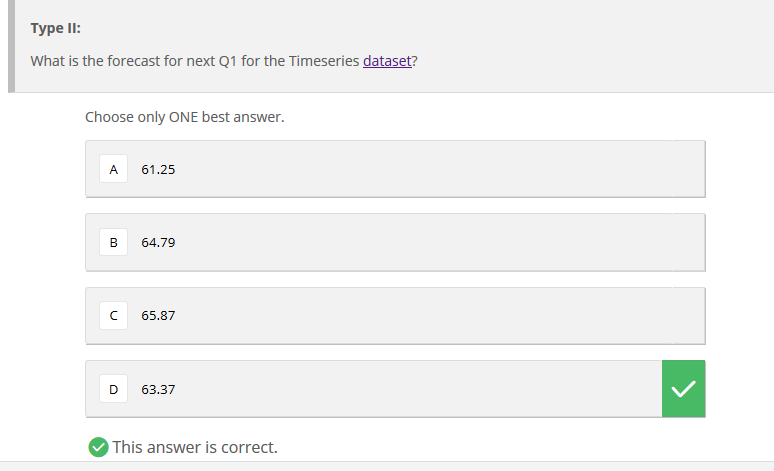 Type II:
What is the forecast for next Q1 for the Timeseries dataset?
Choose only ONE best answer.
A 61.25
B 64.79
C 65.87
D 63.37
This answer is correct.